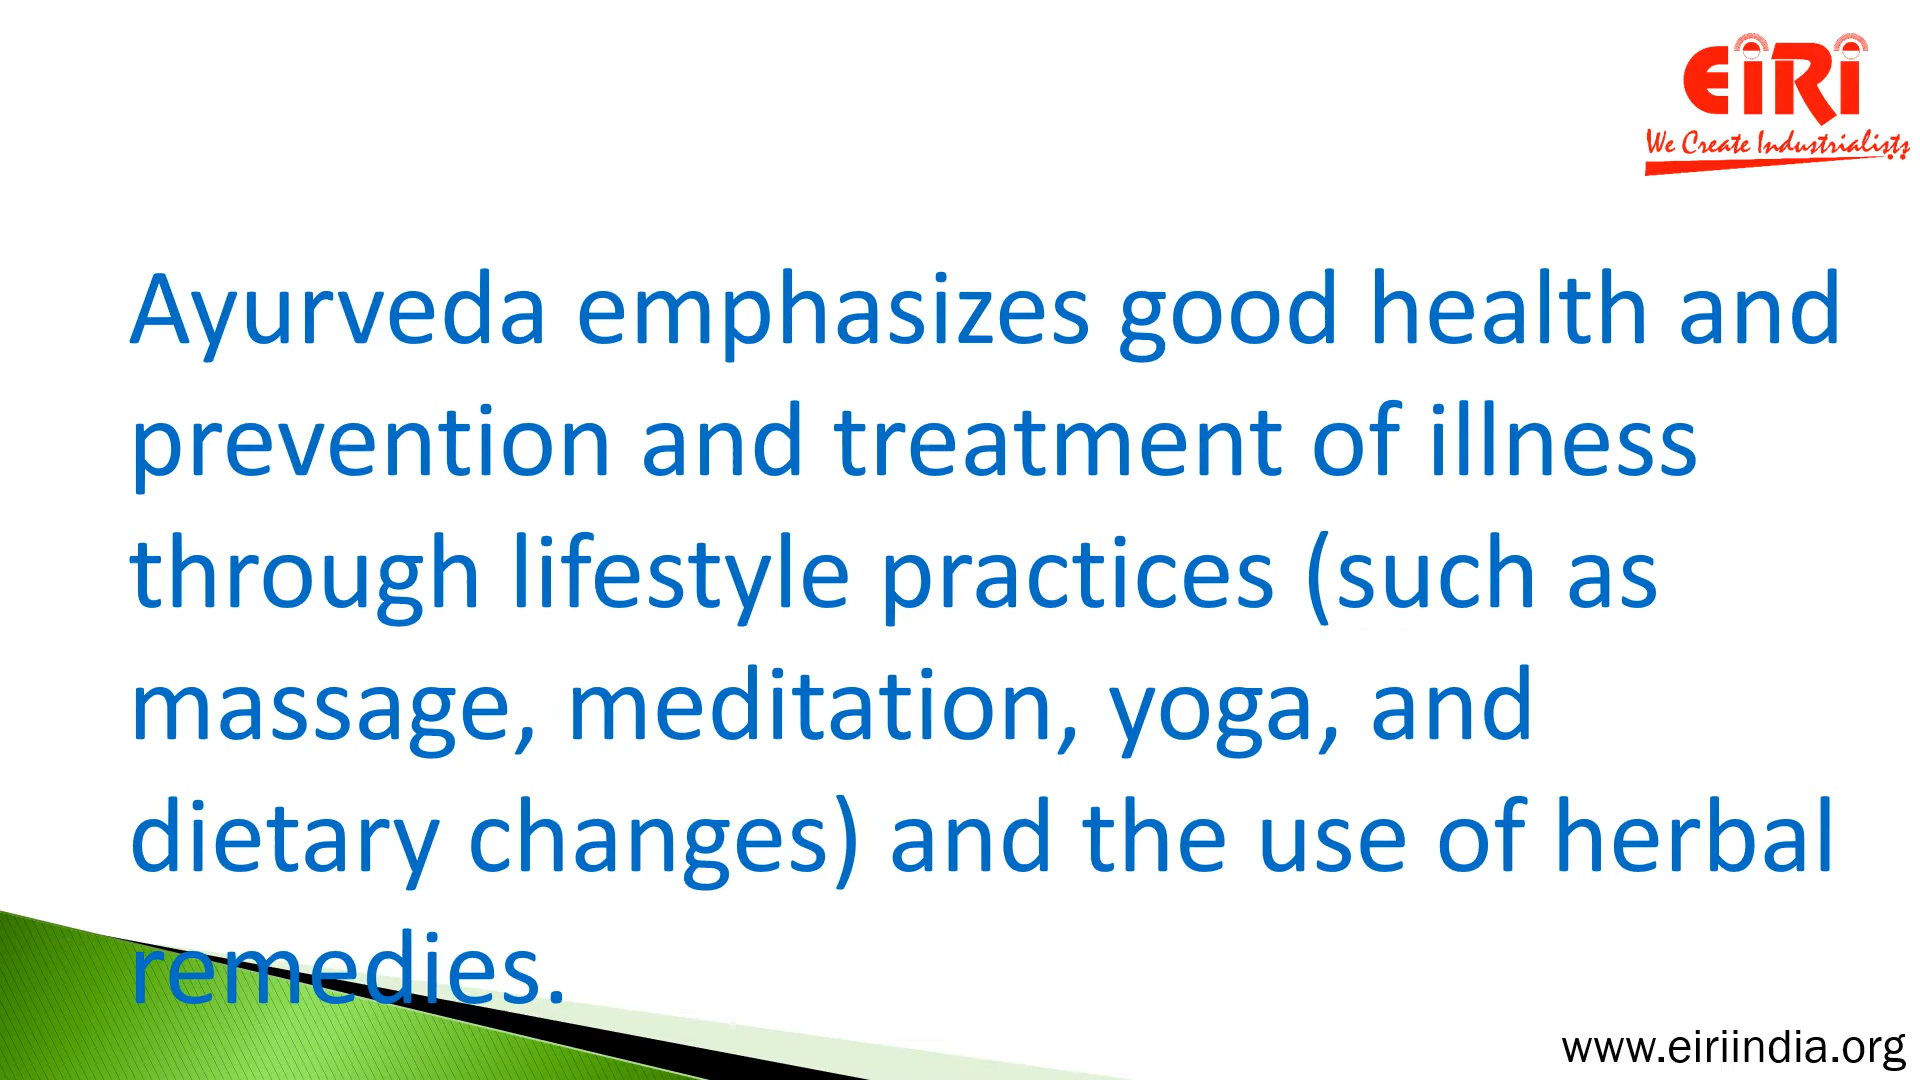 EiRi
We Create Industrialists
Ayurveda emphasizes good health and
prevention and treatment of illness
through lifestyle practices (such as
massage, meditation, yoga, and
dietary changes) and the use of herbal
remedies.
www.eiriindia.org